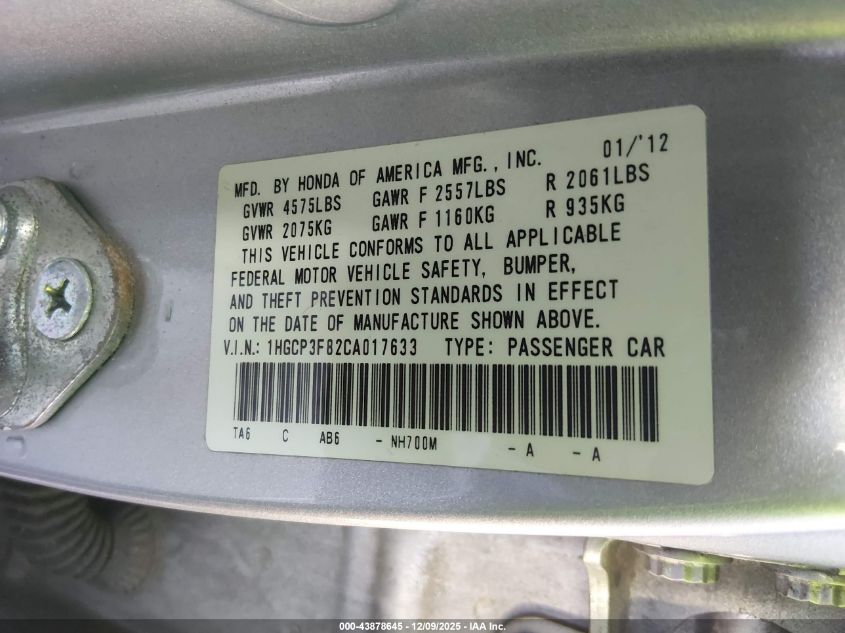 MFD. BY HONDA OF AMERICA MFG., INC. 01/'12
GVWR 4575LBS GAWR F 2557LBS R 2061LBS
GVWR 2075KG GAWR F 1160KG R 935KG
THIS VEHICLE CONFORMS TO ALL APPLICABLE
FEDERAL MOTOR VEHICLE SAFETY, BUMPER,
AND THEFT PREVENTION STANDARDS IN EFFECT
ON THE DATE OF MANUFACTURE SHOWN ABOVE.
V.I.N.: 1HGCP3F82CA017633 TYPE: PASSENGER CAR
TA6 C AB6 - NH700M - A - A
000-43878645 - 12/09/2025 - IAA Inc.